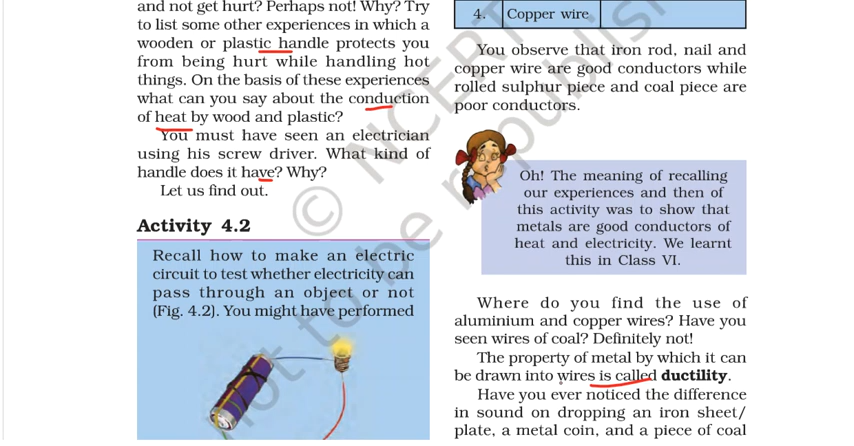 and not get hurt? Perhaps not! Why? Try
to list some other experiences in which a
wooden or plastic handle protects you
from being hurt while handling hot
things. On the basis of these experiences
what can you say about the conduction
of heat by wood and plastic?
You must have seen an electrician
using his screw driver. What kind of
handle does it have? Why?
Let us find out.
Activity 4.2
Recall how to make an electric
circuit to test whether electricity can
pass through an object or not
(Fig. 4.2). You might have performed
4. Copper wire
You observe that iron rod, nail and
copper wire are good conductors while
rolled sulphur piece and coal piece are
poor conductors.
Oh! The meaning of recalling
our experiences and then of
this activity was to show that
metals are good conductors of
heat and electricity. We learnt
this in Class VI.
Where do you find the use of
aluminium and copper wires? Have you
seen wires of coal? Definitely not!
The property of metal by which it can
be drawn into wires is called ductility.
Have you ever noticed the difference
in sound on dropping an iron sheet/
plate, a metal coin, and a piece of coal
© NCERT
not to be republish